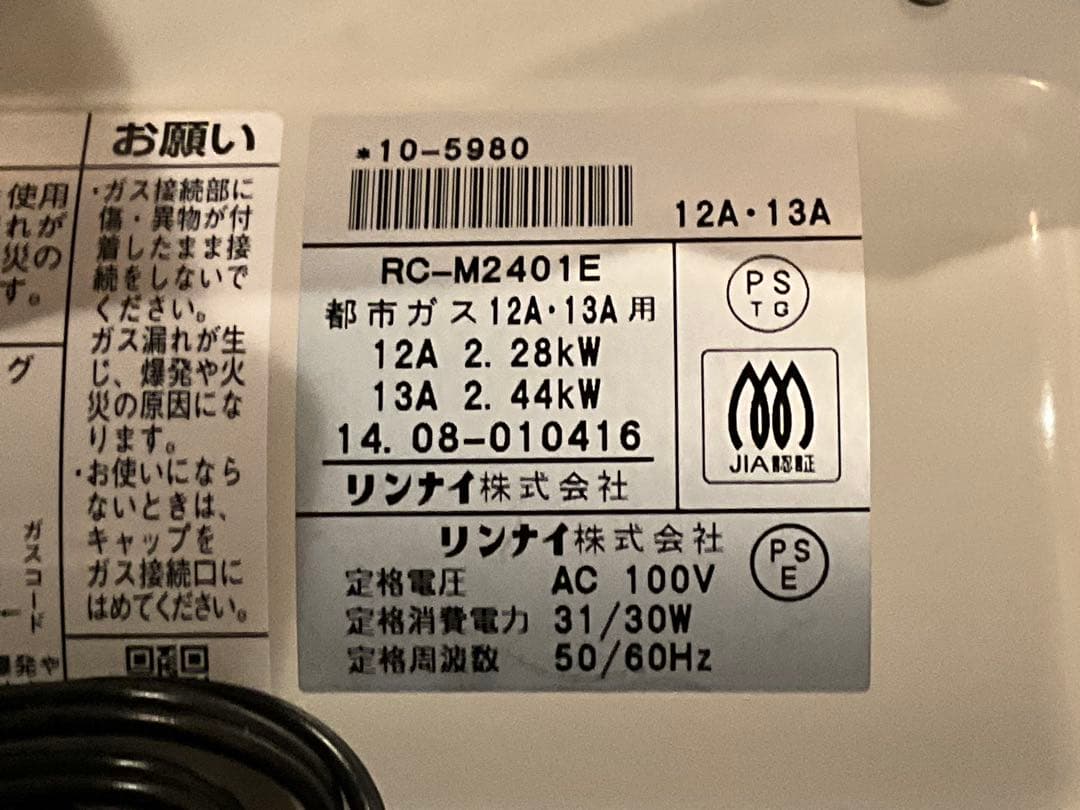 使用
れが
災の
す。
グ
ガスコード
爆発や
お願い
・ガス接続部に
傷・異物が付
着したまま接
続をしないで
ください。
ガス漏れが生
じ、爆発や火
災の原因にな
ります。
・お使いになら
ないときは、
キャップを
ガス接続口に
はめてください。
*10-5980
12A・13A
RC-M2401E
都市ガス12A・13A用
12A 2.28kW
13A 2.44kW
14.08-010416
リンナイ株式会社
PS
TG
JIA認証
リンナイ株式会社
定格電圧 AC 100V
定格消費電力 31/30W
定格周波数 50/60Hz
PS
E